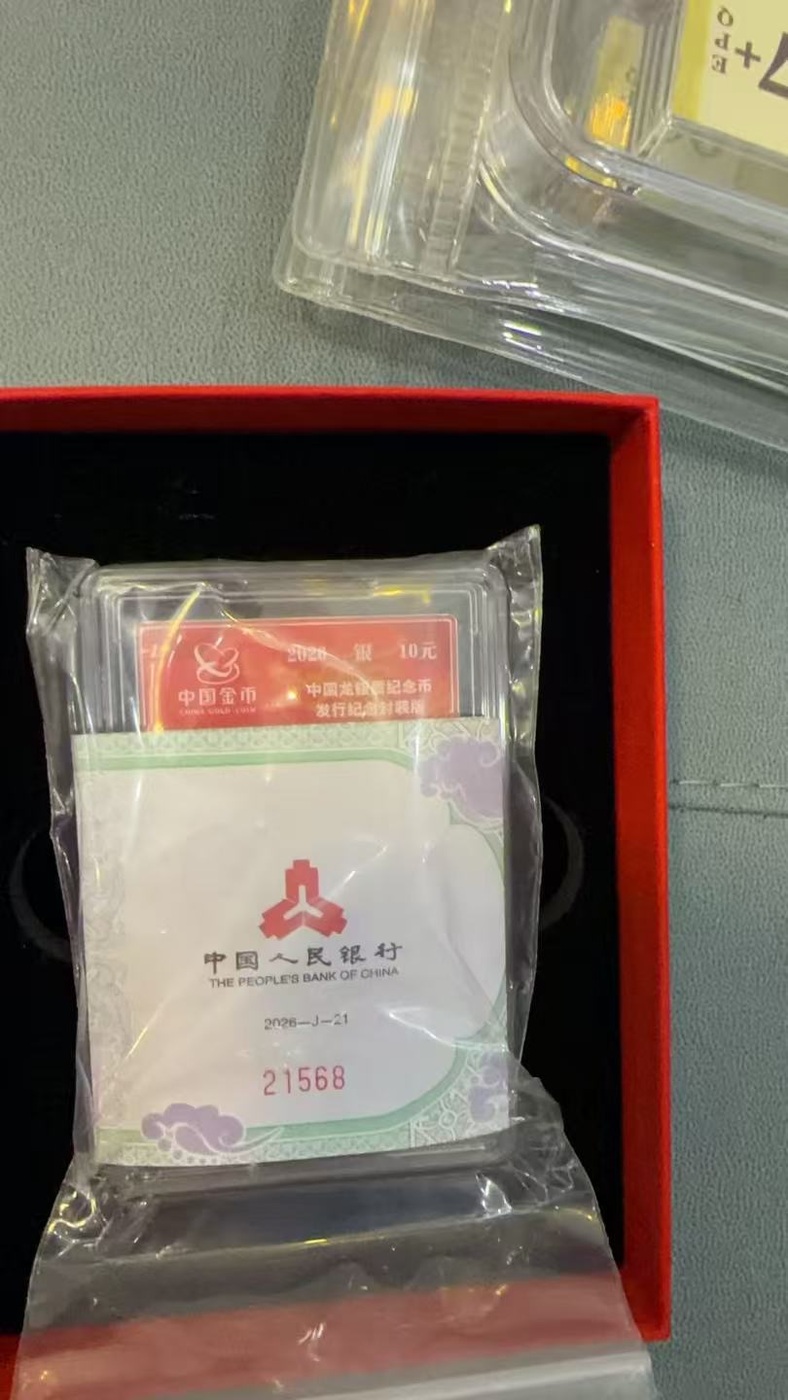 E
P
Q
+
2026 银 10元
中国金币
CHINA GOLD COIN
中国龙银票纪念币
发行纪念封装版
中国人民银行
THE PEOPLE'S BANK OF CHINA
2026—J—21
21568